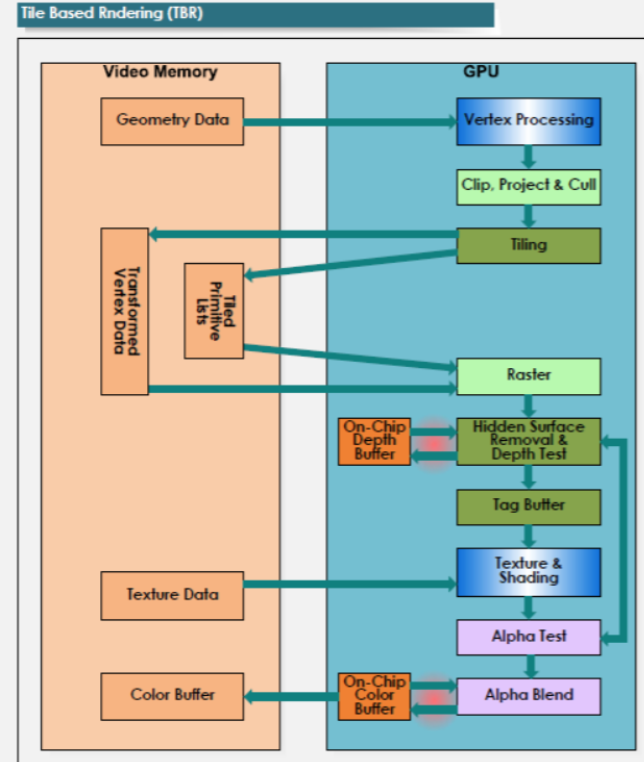 Tile Based Rndering (TBR)
Video Memory
GPU
Geometry Data
Vertex Processing
Clip, Project & Cull
Tiling
Transformed
Vertex Data
Tiled
Primitive
Lists
Raster
On-Chip
Depth
Buffer
Hidden Surface
Removal &
Depth Test
Tag Buffer
Texture Data
Texture &
Shading
Alpha Test
Color Buffer
On-Chip
Color
Buffer
Alpha Blend